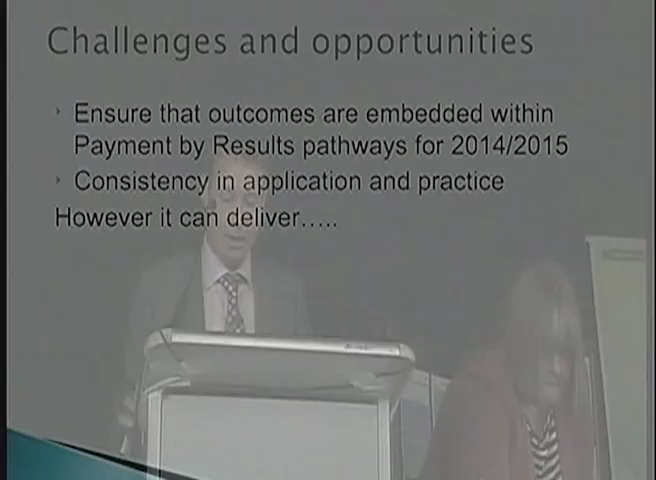 Challenges and opportunities
Ensure that outcomes are embedded within
Payment by Results pathways for 2014/2015
Consistency in application and practice
However it can deliver.....